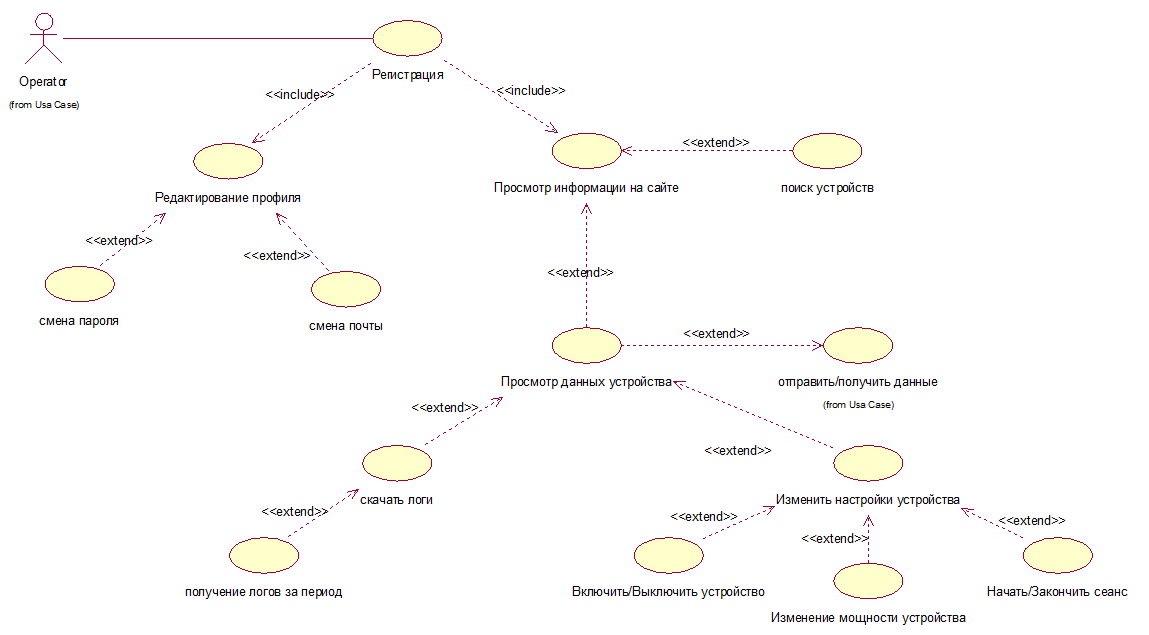 Operator
(from Usa Case)
Регистрация
<<include>>
<<include>>
<<extend>>
Редактирование профиля
Просмотр информации на сайте
поиск устройств
<<extend>>
<<extend>>
<<extend>>
смена пароля
смена почты
<<extend>>
Просмотр данных устройства
отправить/получить данные
(from Usa Case)
<<extend>>
<<extend>>
скачать логи
Изменить настройки устройства
<<extend>>
<<extend>>
<<extend>>
<<extend>>
получение логов за период
Включить/Выключить устройство
Начать/Закончить сеанс
Изменение мощности устройства